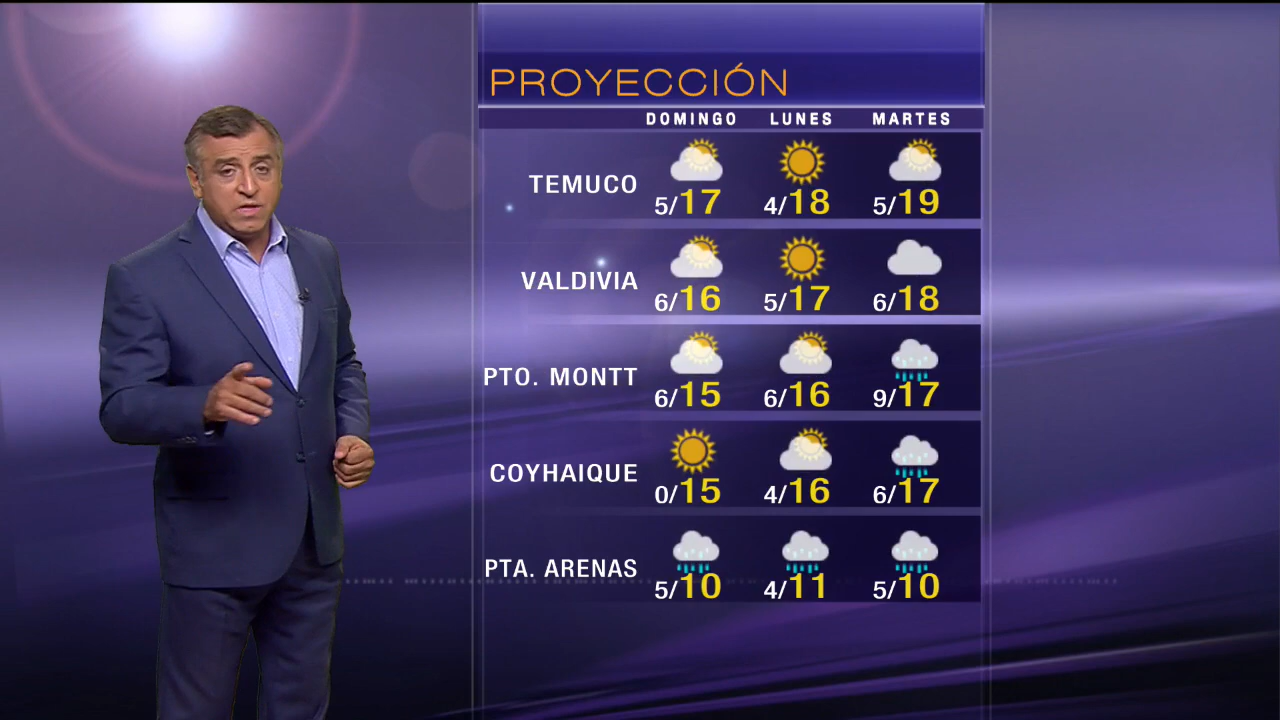 PROYECCIÓN
DOMINGO LUNES MARTES
TEMUCO 5/17 4/18 5/19
VALDIVIA 6/16 5/17 6/18
PTO. MONTT 6/15 6/16 9/17
COYHAIQUE 0/15 4/16 6/17
PTA. ARENAS 5/10 4/11 5/10